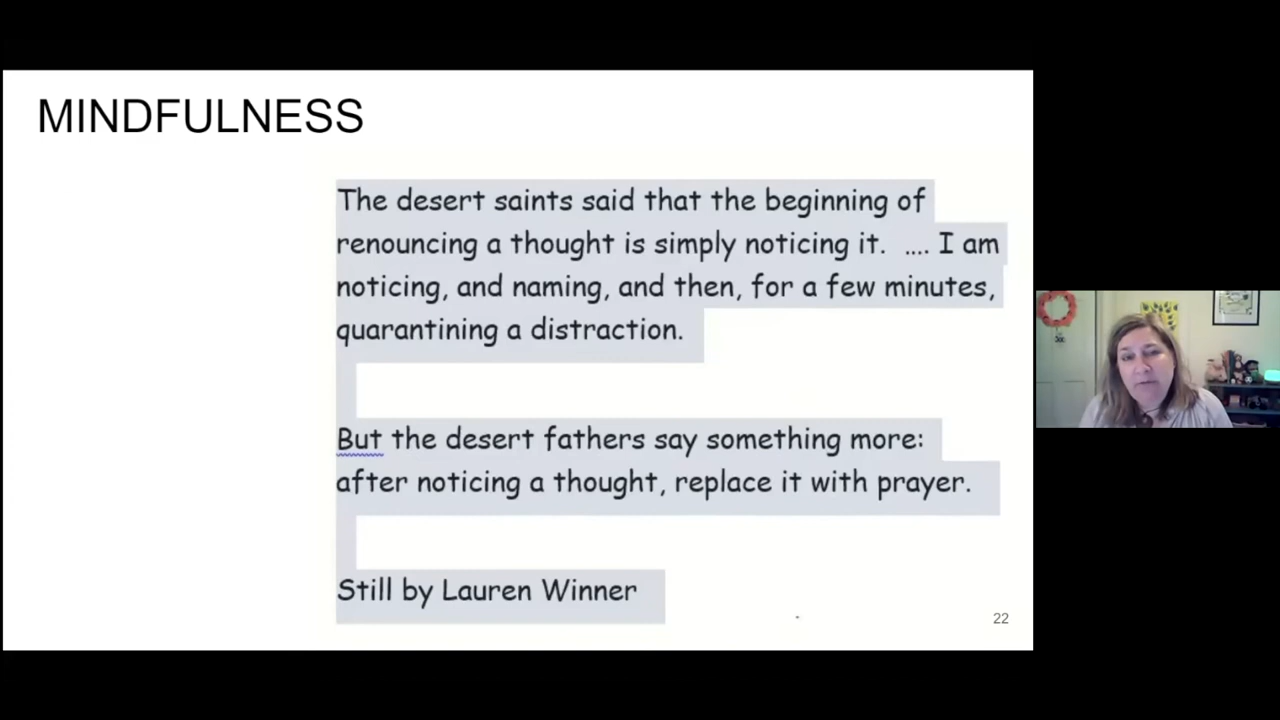 MINDFULNESS
The desert saints said that the beginning of
renouncing a thought is simply noticing it.  .... I am
noticing, and naming, and then, for a few minutes,
quarantining a distraction.
But the desert fathers say something more:
after noticing a thought, replace it with prayer.
Still by Lauren Winner
22